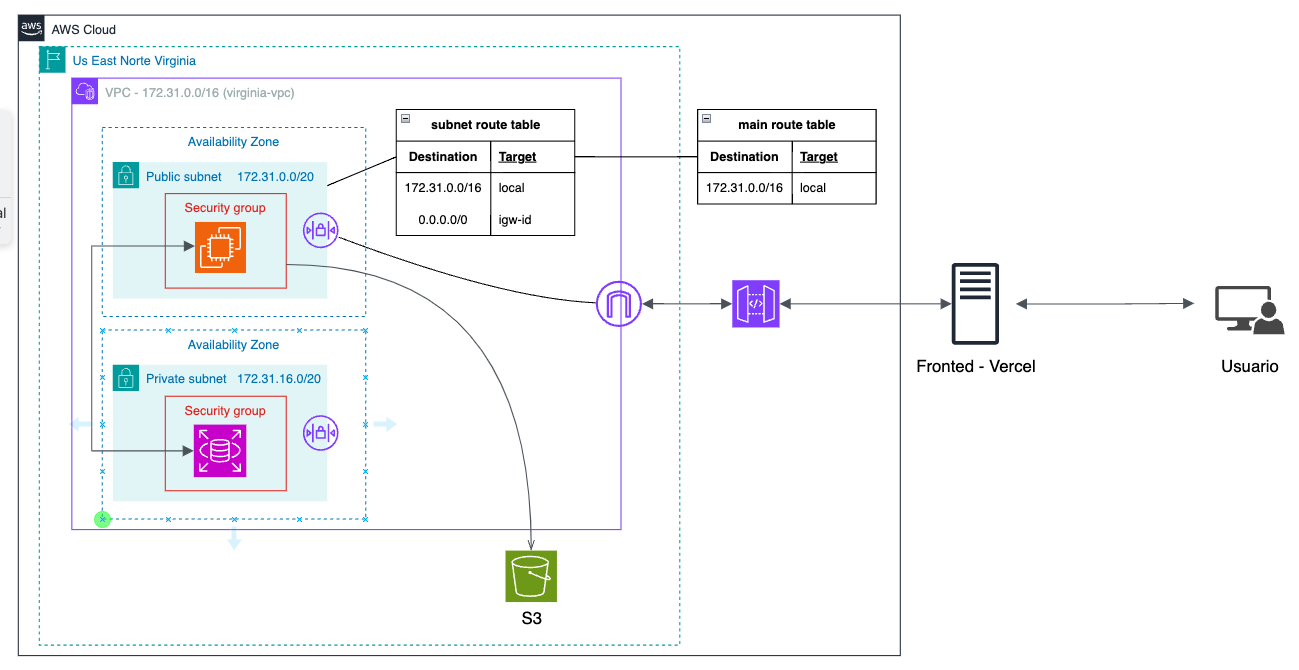 aws
AWS Cloud
Us East Norte Virginia
VPC - 172.31.0.0/16 (virginia-vpc)
Availability Zone
Public subnet 172.31.0.0/20
Security group
subnet route table
Destination Target
172.31.0.0/16 local
0.0.0.0/0 igw-id
main route table
Destination Target
172.31.0.0/16 local
Availability Zone
Private subnet 172.31.16.0/20
Security group
S3
</>
Fronted - Vercel
Usuario
al